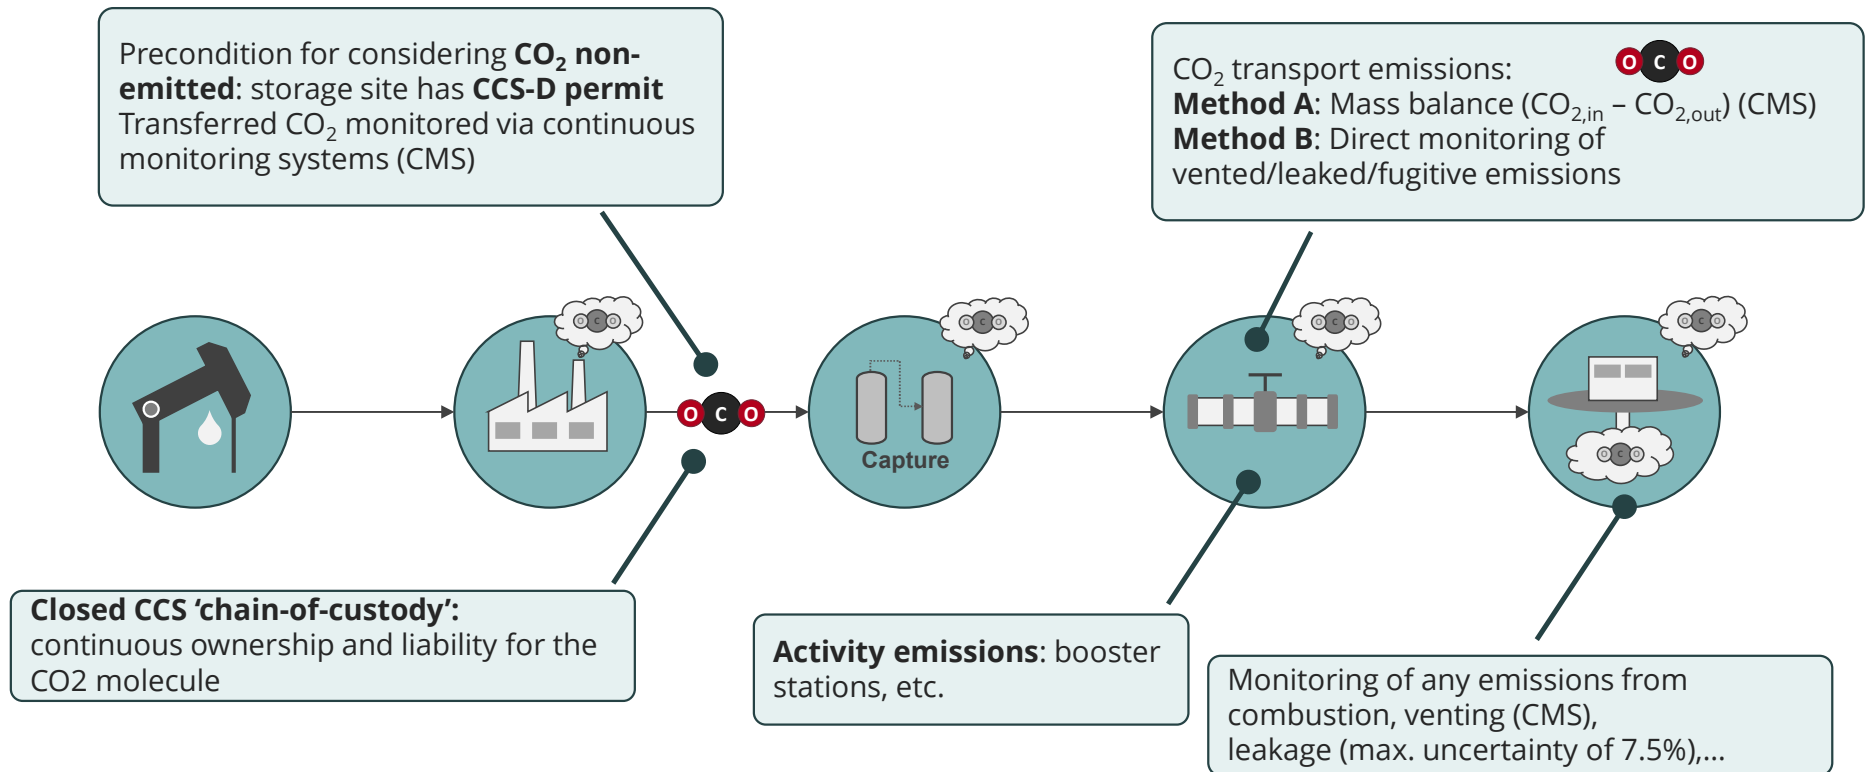 Precondition for considering CO₂ non-
emitted: storage site has CCS-D permit
Transferred CO₂ monitored via continuous
monitoring systems (CMS)
CO₂ transport emissions:
O C O
Method A: Mass balance (CO₂,in – CO₂,out) (CMS)
Method B: Direct monitoring of
vented/leaked/fugitive emissions
O C O
O C O
O C O
O C O
O C O
Capture
O C O
Closed CCS ‘chain-of-custody’:
continuous ownership and liability for the
CO2 molecule
Activity emissions: booster
stations, etc.
Monitoring of any emissions from
combustion, venting (CMS),
leakage (max. uncertainty of 7.5%),...